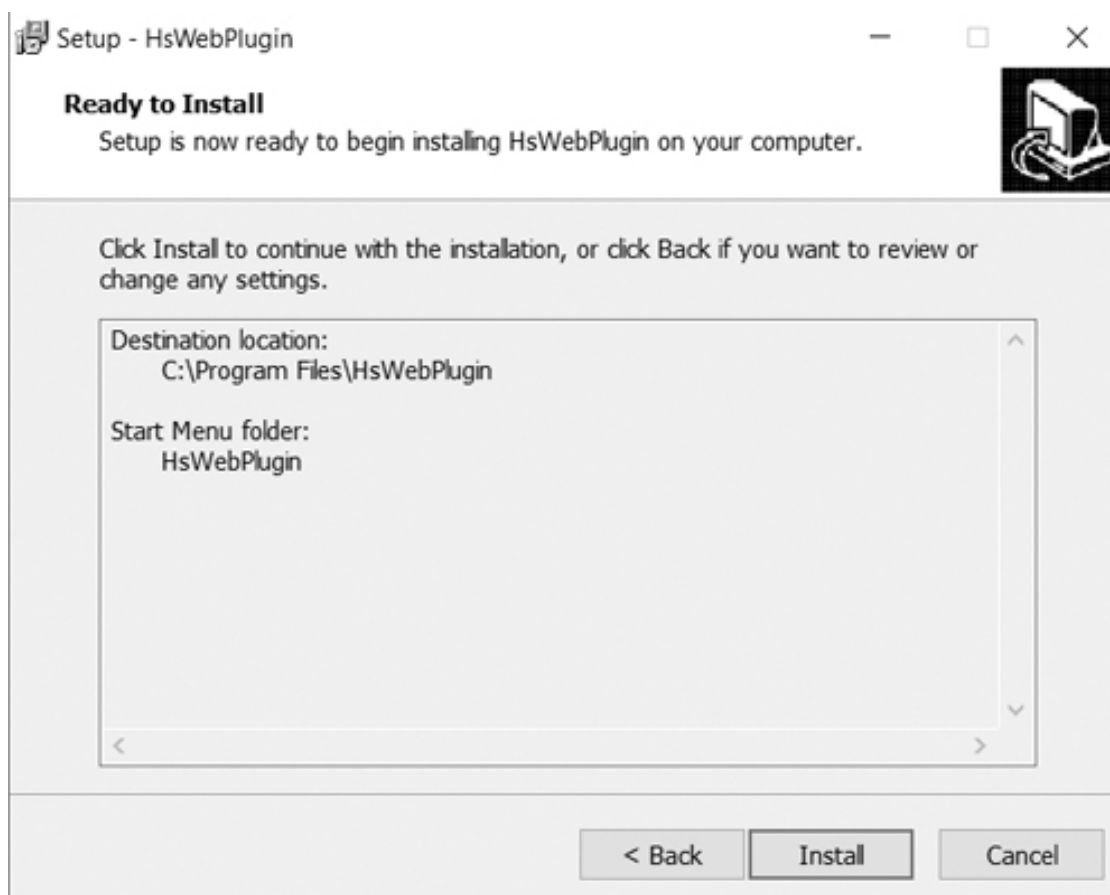 Setup - HsWebPlugin
Ready to Install
Setup is now ready to begin installing HsWebPlugin on your computer.
Click Install to continue with the installation, or click Back if you want to review or
change any settings.
Destination location:
C:\Program Files\HsWebPlugin
Start Menu folder:
HsWebPlugin
< Back
Install
Cancel